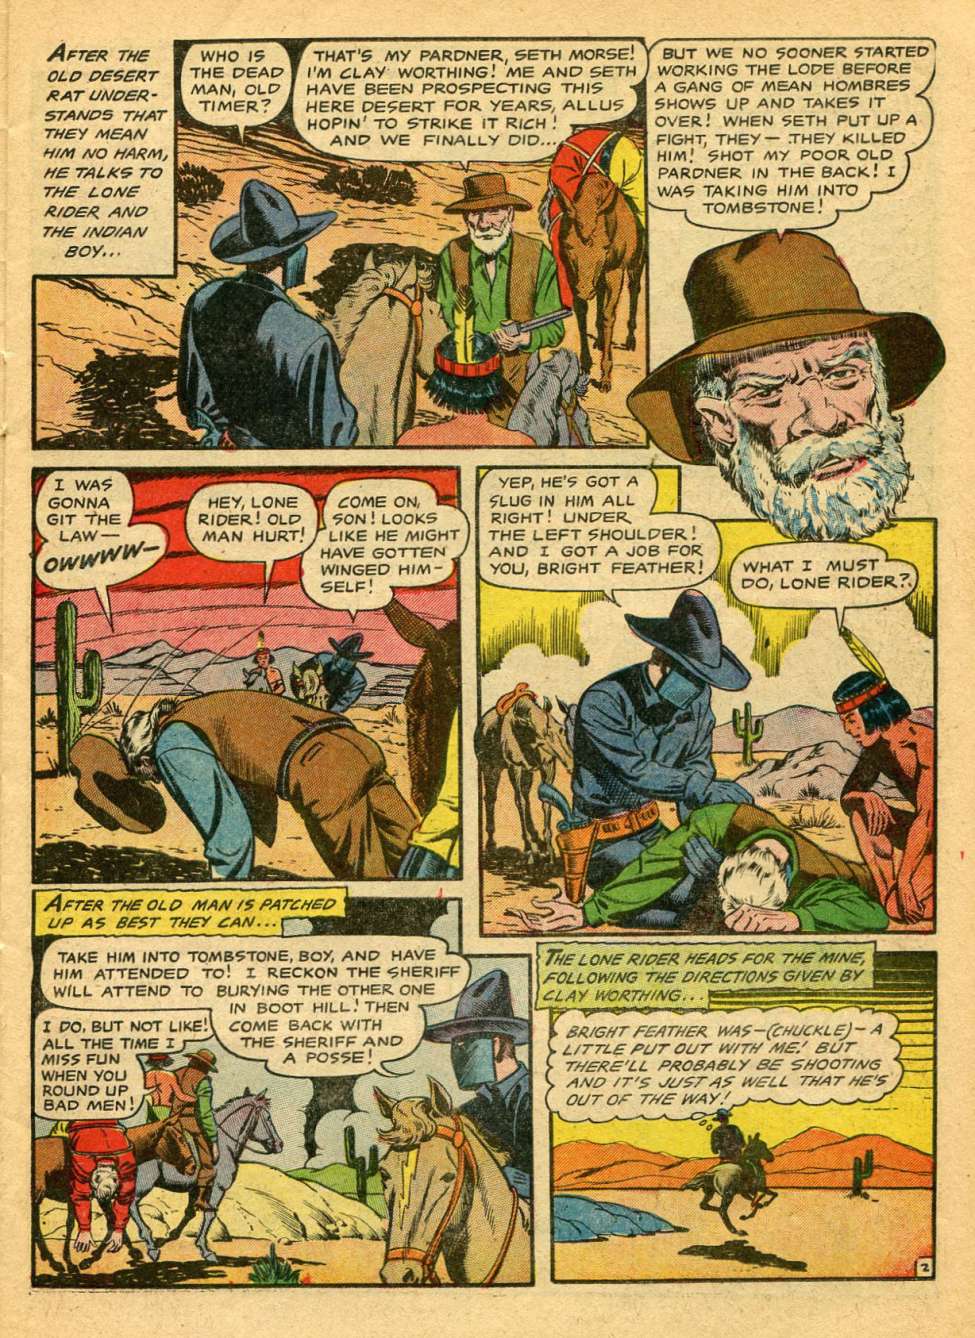 AFTER THE
OLD DESERT
RAT UNDER-
STANDS THAT
THEY MEAN
HIM NO HARM,
HE TALKS TO
THE LONE
RIDER AND
THE INDIAN
BOY...
WHO IS
THE DEAD
MAN, OLD
TIMER?
THAT'S MY PARDNER, SETH MORSE!
I'M CLAY WORTHING! ME AND SETH
HAVE BEEN PROSPECTING THIS
HERE DESERT FOR YEARS, ALLUS
HOPIN' TO STRIKE IT RICH!
AND WE FINALLY DID...
BUT WE NO SOONER STARTED
WORKING THE LODE BEFORE
A GANG OF MEAN HOMBRES
SHOWS UP AND TAKES IT
OVER! WHEN SETH PUT UP A
FIGHT, THEY— THEY KILLED
HIM! SHOT MY POOR OLD
PARDNER IN THE BACK! I
WAS TAKING HIM INTO
TOMBSTONE!
I WAS
GONNA
GIT THE
LAW—
OWWWW—
HEY, LONE
RIDER! OLD
MAN HURT!
COME ON,
SON! LOOKS
LIKE HE MIGHT
HAVE GOTTEN
WINGED HIM-
SELF!
YEP, HE'S GOT A
SLUG IN HIM ALL
RIGHT! UNDER
THE LEFT SHOULDER!
AND I GOT A JOB FOR
YOU, BRIGHT FEATHER!
WHAT I MUST
DO, LONE RIDER?
AFTER THE OLD MAN IS PATCHED
UP AS BEST THEY CAN...
TAKE HIM INTO TOMBSTONE, BOY, AND HAVE
HIM ATTENDED TO! I RECKON THE SHERIFF
WILL ATTEND TO BURYING THE OTHER ONE
IN BOOT HILL! THEN
COME BACK WITH
THE SHERIFF AND
A POSSE!
I DO, BUT NOT LIKE!
ALL THE TIME I
MISS FUN
WHEN YOU
ROUND UP
BAD MEN!
THE LONE RIDER HEADS FOR THE MINE,
FOLLOWING THE DIRECTIONS GIVEN BY
CLAY WORTHING...
BRIGHT FEATHER WAS—(CHUCKLE)—A
LITTLE PUT OUT WITH ME! BUT
THERE'LL PROBABLY BE SHOOTING
AND IT'S JUST AS WELL THAT HE'S
OUT OF THE WAY!
2